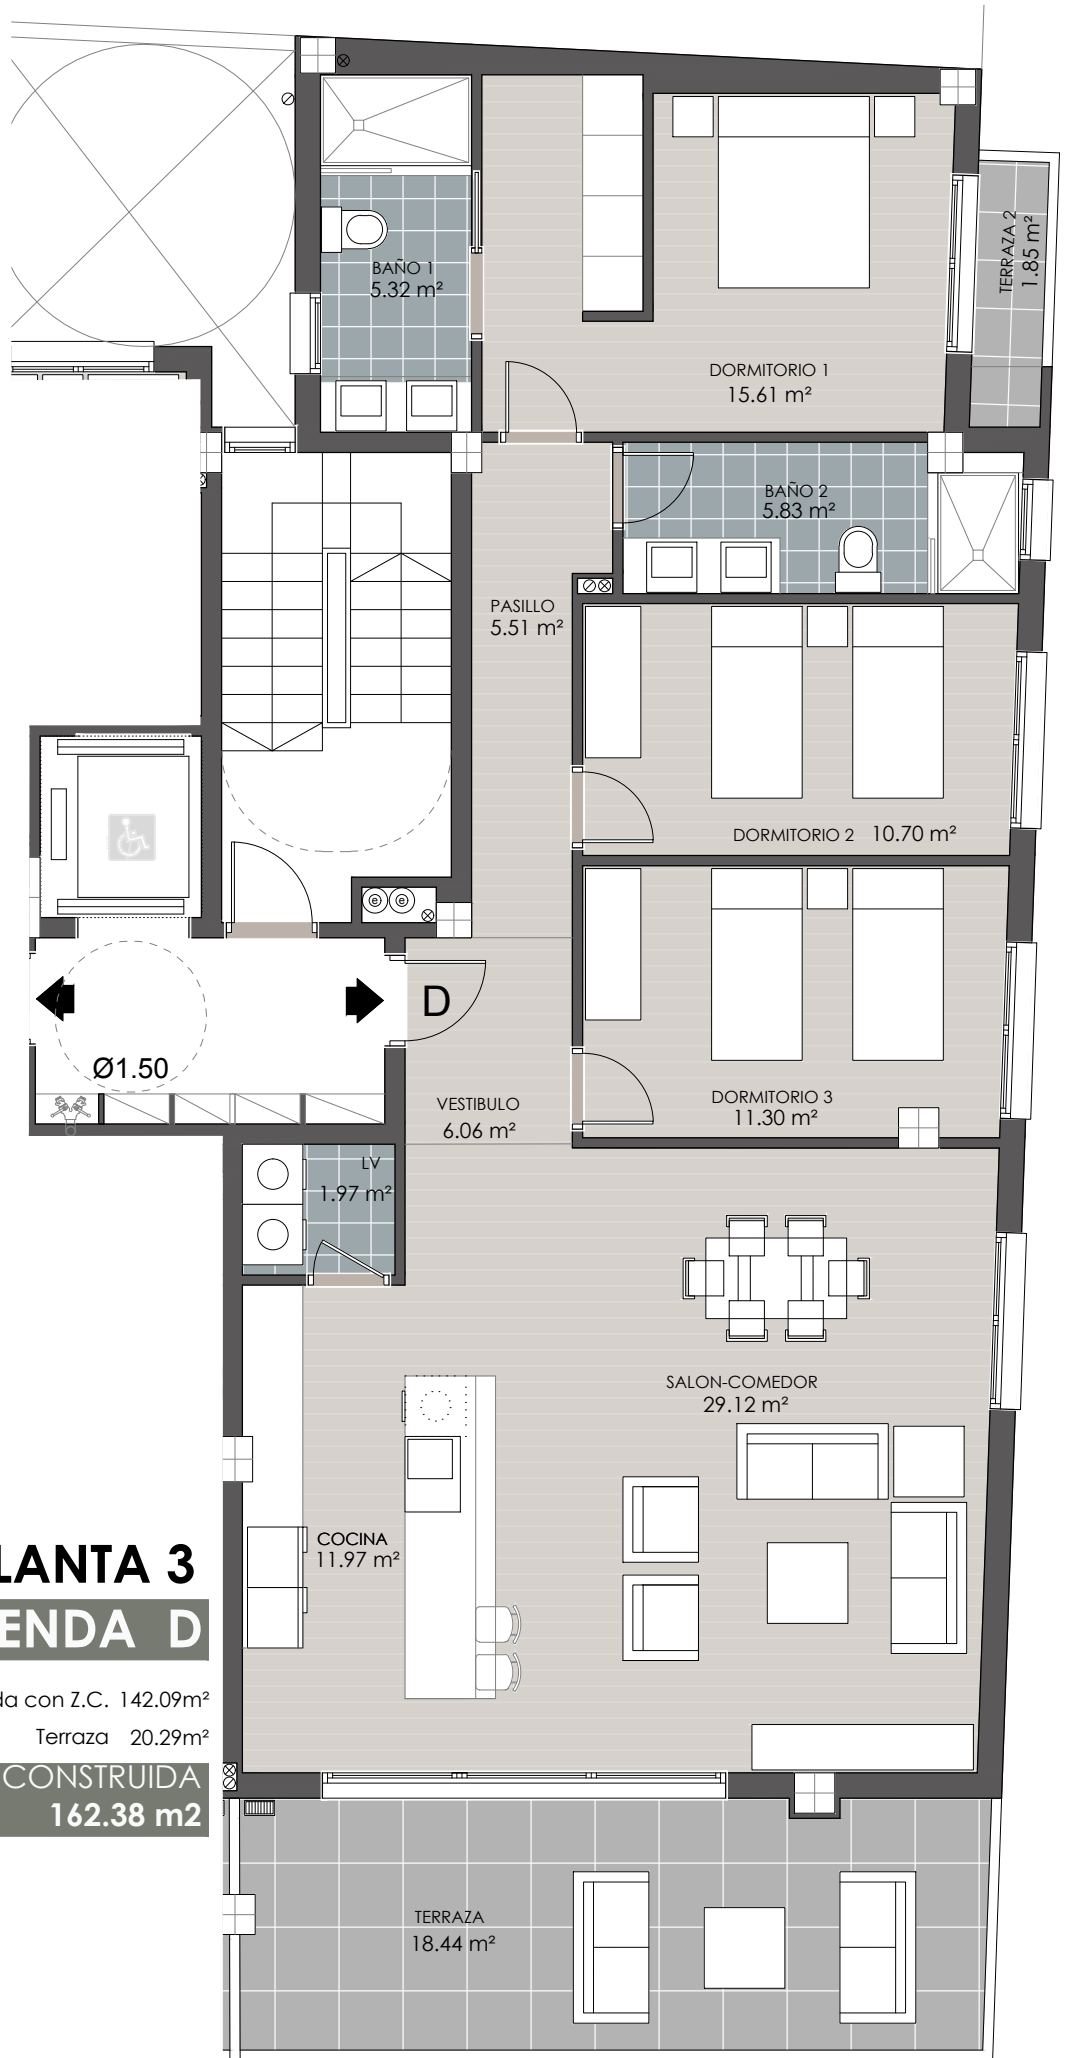 BAÑO 1
5.32 m²
TERRAZA 2
1.85 m²
DORMITORIO 1
15.61 m²
BAÑO 2
5.83 m²
PASILLO
5.51 m²
DORMITORIO 2 10.70 m²
e e
D
Ø1.50
DORMITORIO 3
11.30 m²
VESTIBULO
6.06 m²
LV
1.97 m²
SALON-COMEDOR
29.12 m²
COCINA
11.97 m²
LANTA 3
ENDA D
da con Z.C. 142.09m²
Terraza 20.29m²
CONSTRUIDA
162.38 m2
TERRAZA
18.44 m²